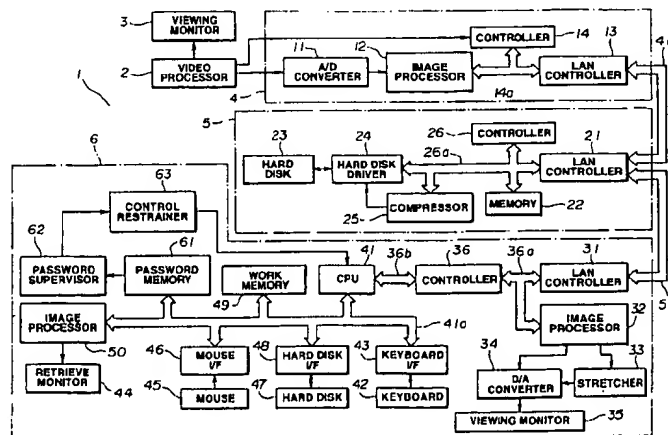 3
VIEWING
MONITOR
1
2
VIDEO
PROCESSOR
11
A/D
CONVERTER
12
IMAGE
PROCESSOR
CONTROLLER
14
13
LAN
CONTROLLER
4
14a
5
23
HARD
DISK
24
HARD DISK
DRIVER
26
CONTROLLER
26a
21
LAN
CONTROLLER
25
COMPRESSOR
MEMORY
22
6
63
CONTROL
RESTRAINER
62
61
PASSWORD
SUPERVISOR
PASSWORD
MEMORY
WORK
MEMORY
49
41
CPU
36b
36
CONTROLLER
36a
31
LAN
CONTROLLER
IMAGE
PROCESSOR
50
RETRIEVE
MONITOR
44
41a
46
MOUSE
I/F
48
HARD DISK
I/F
43
KEYBOARD
I/F
45
MOUSE
47
HARD DISK
42
KEYBOARD
IMAGE
PROCESSOR
32
34
D/A
CONVERTER
33
STRETCHER
VIEWING MONITOR
35